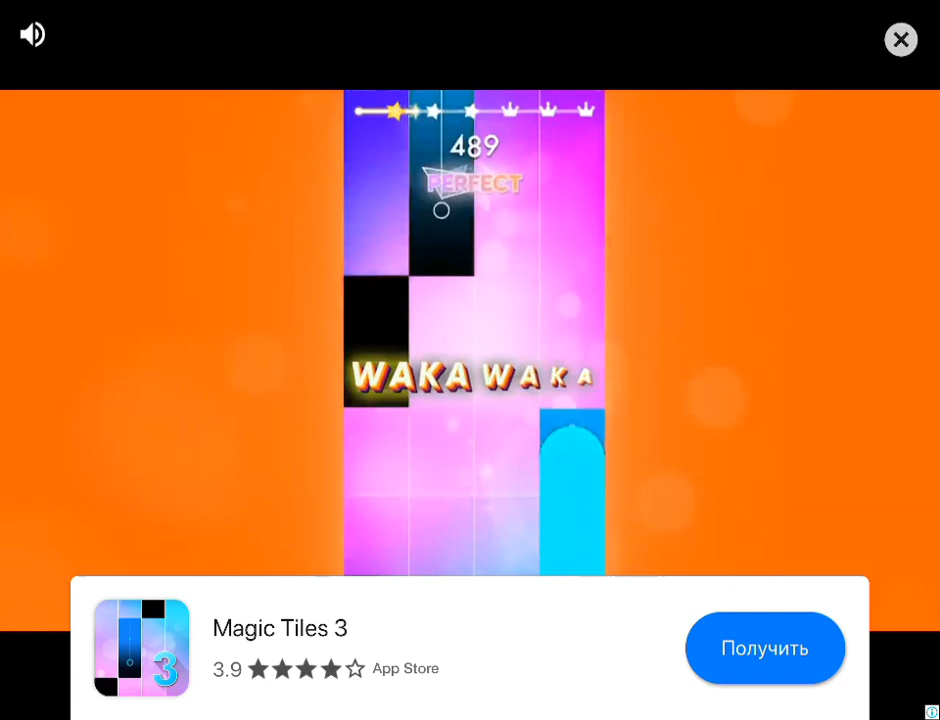 489
PERFECT
WAKA WAKA
Magic Tiles 3
3.9 App Store
Получить
3